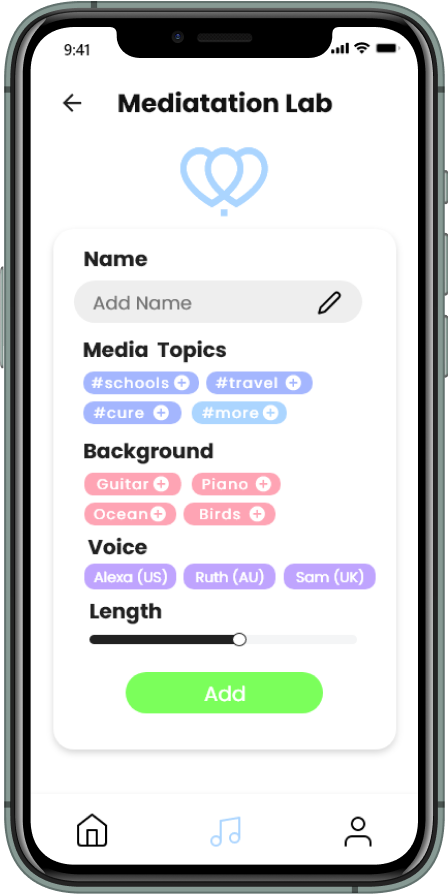 9:41
Mediatation Lab
Name
Add Name
Media Topics
#schools #travel
#cure #more
Background
Guitar Piano
Ocean Birds
Voice
Alexa (US) Ruth (AU) Sam (UK)
Length
Add